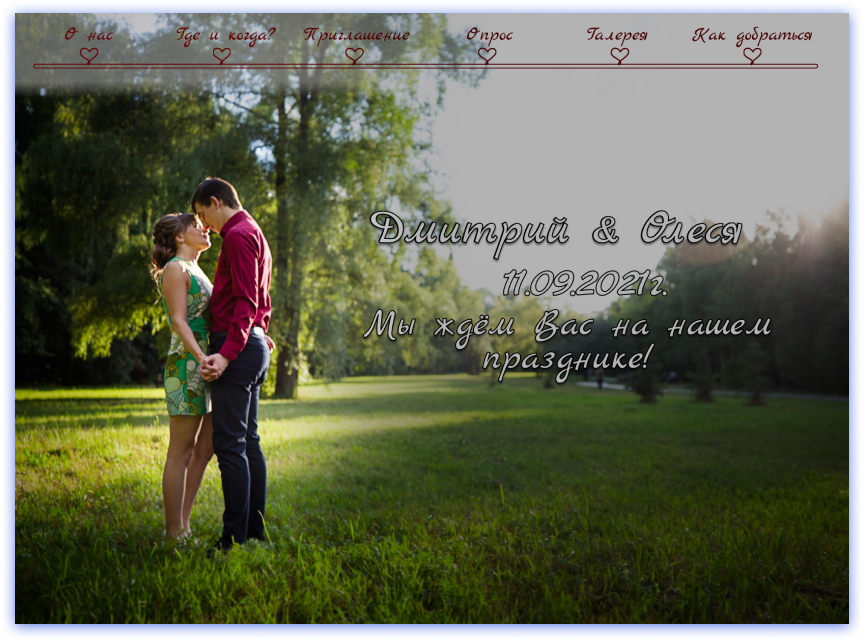 О нас Где и когда? Приглашение Опрос Галерея Как добраться
Дмитрий & Олеся
11.09.2021г.
Мы ждём Вас на нашем
празднике!